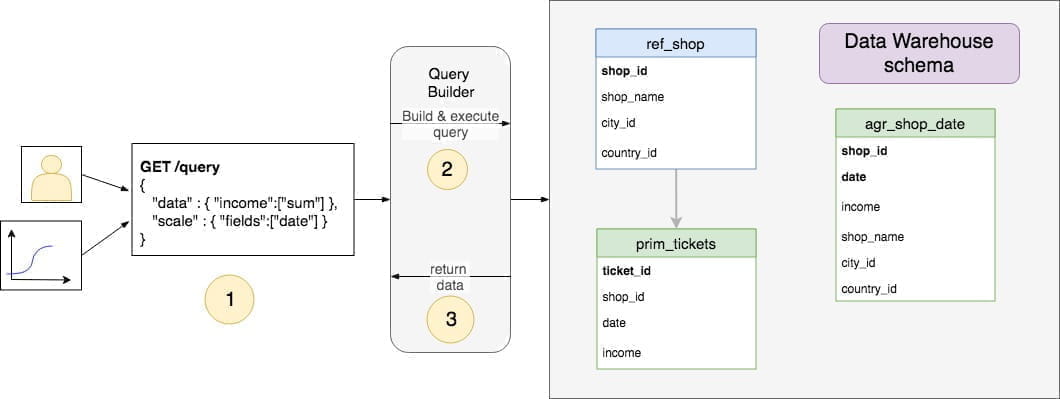 GET /query
{
"data" : { "income":["sum"] },
"scale" : { "fields":["date"] }
}
1
Query
Builder
Build & execute
query
2
return
data
3
ref_shop
shop_id
shop_name
city_id
country_id
prim_tickets
ticket_id
shop_id
date
income
Data Warehouse
schema
agr_shop_date
shop_id
date
income
shop_name
city_id
country_id